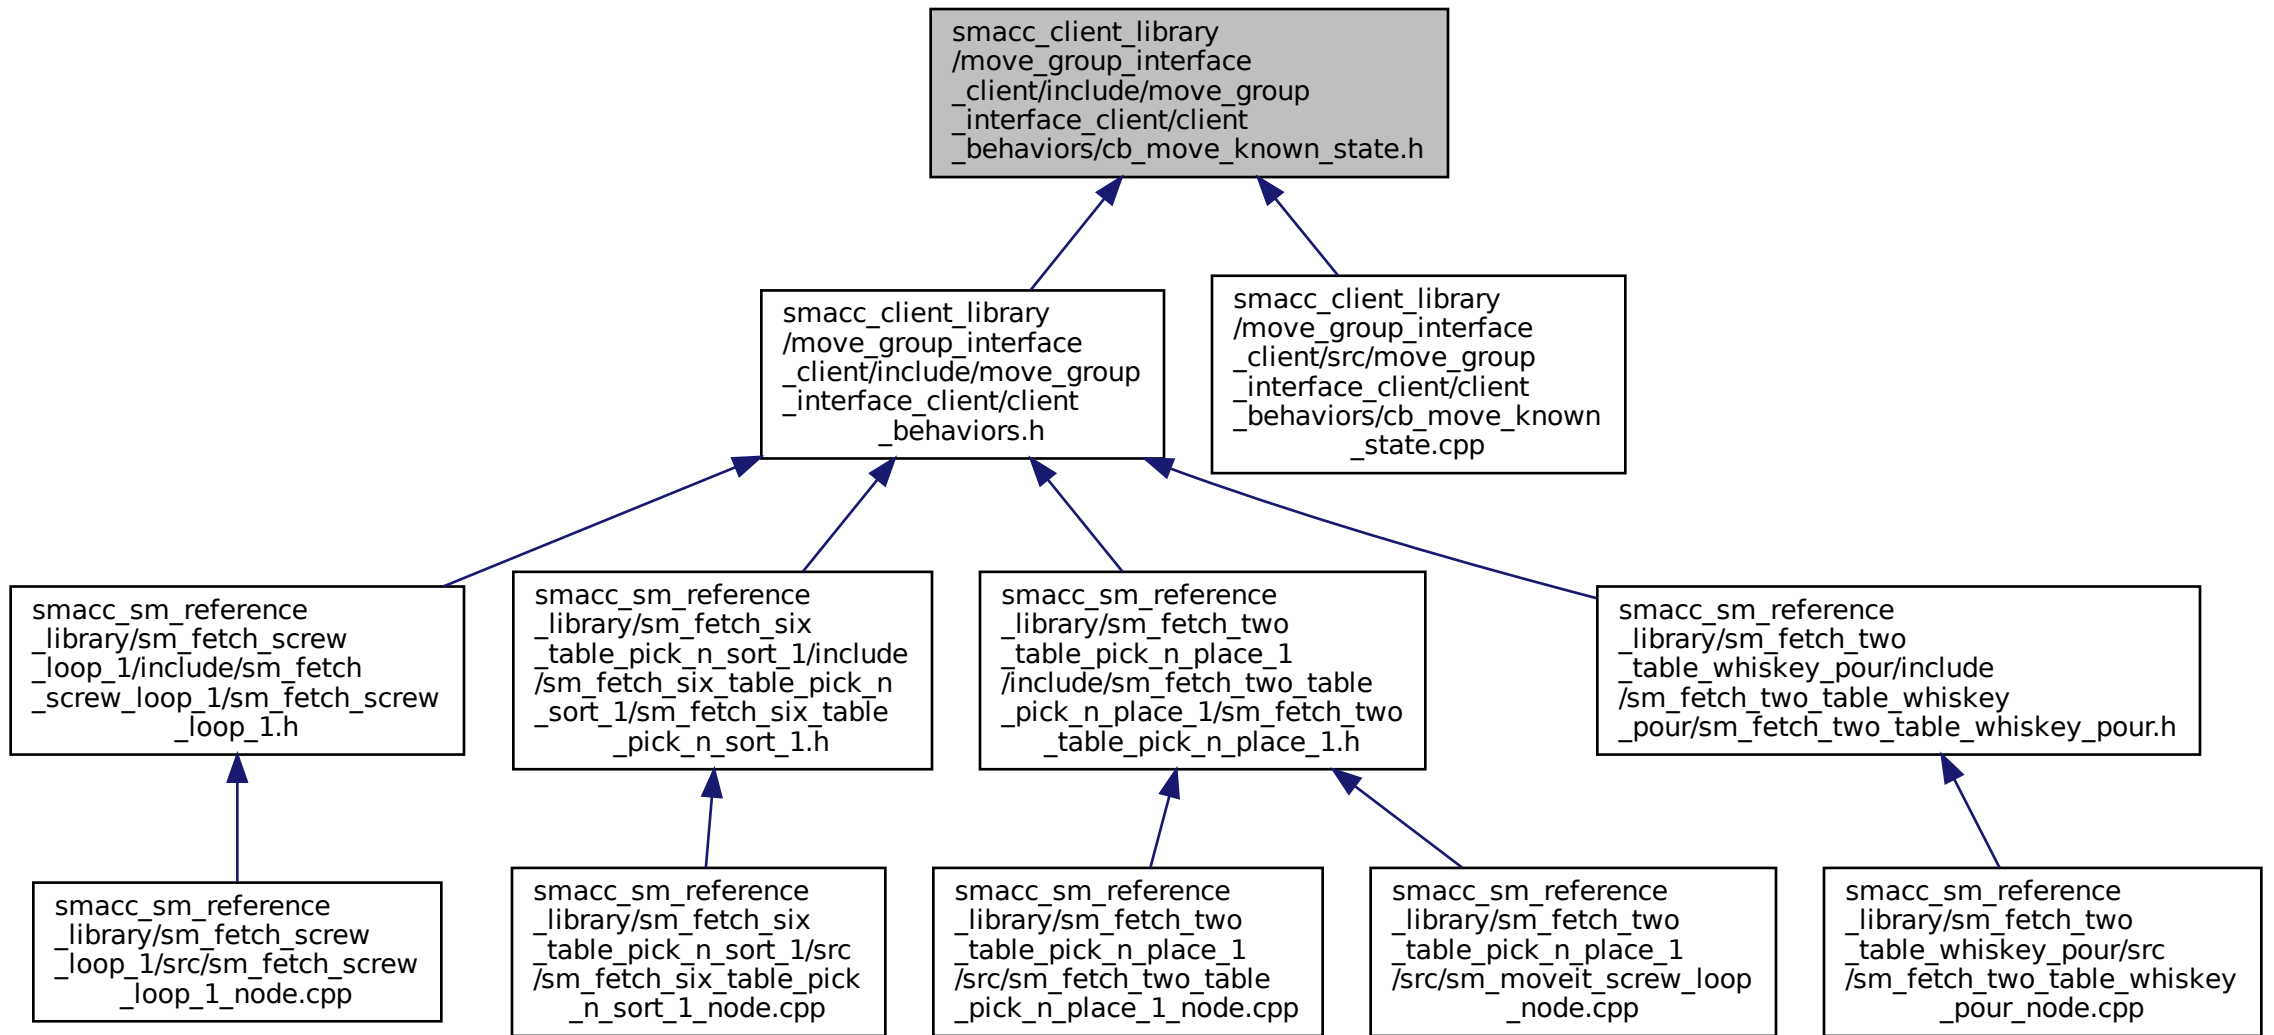 smacc_client_library
/move_group_interface
_client/include/move_group
_interface_client/client
_behaviors/cb_move_known_state.h
smacc_client_library
/move_group_interface
_client/include/move_group
_interface_client/client
_behaviors.h
smacc_client_library
/move_group_interface
_client/src/move_group
_interface_client/client
_behaviors/cb_move_known
_state.cpp
smacc_sm_reference
_library/sm_fetch_screw
_loop_1/include/sm_fetch
_screw_loop_1/sm_fetch_screw
_loop_1.h
smacc_sm_reference
_library/sm_fetch_six
_table_pick_n_sort_1/include
/sm_fetch_six_table_pick_n
_sort_1/sm_fetch_six_table
_pick_n_sort_1.h
smacc_sm_reference
_library/sm_fetch_two
_table_pick_n_place_1
/include/sm_fetch_two_table
_pick_n_place_1/sm_fetch_two
_table_pick_n_place_1.h
smacc_sm_reference
_library/sm_fetch_two
_table_whiskey_pour/include
/sm_fetch_two_table_whiskey
_pour/sm_fetch_two_table_whiskey_pour.h
smacc_sm_reference
_library/sm_fetch_screw
_loop_1/src/sm_fetch_screw
_loop_1_node.cpp
smacc_sm_reference
_library/sm_fetch_six
_table_pick_n_sort_1/src
/sm_fetch_six_table_pick
_n_sort_1_node.cpp
smacc_sm_reference
_library/sm_fetch_two
_table_pick_n_place_1
/src/sm_fetch_two_table
_pick_n_place_1_node.cpp
smacc_sm_reference
_library/sm_fetch_two
_table_pick_n_place_1
/src/sm_moveit_screw_loop
_node.cpp
smacc_sm_reference
_library/sm_fetch_two
_table_whiskey_pour/src
/sm_fetch_two_table_whiskey
_pour_node.cpp